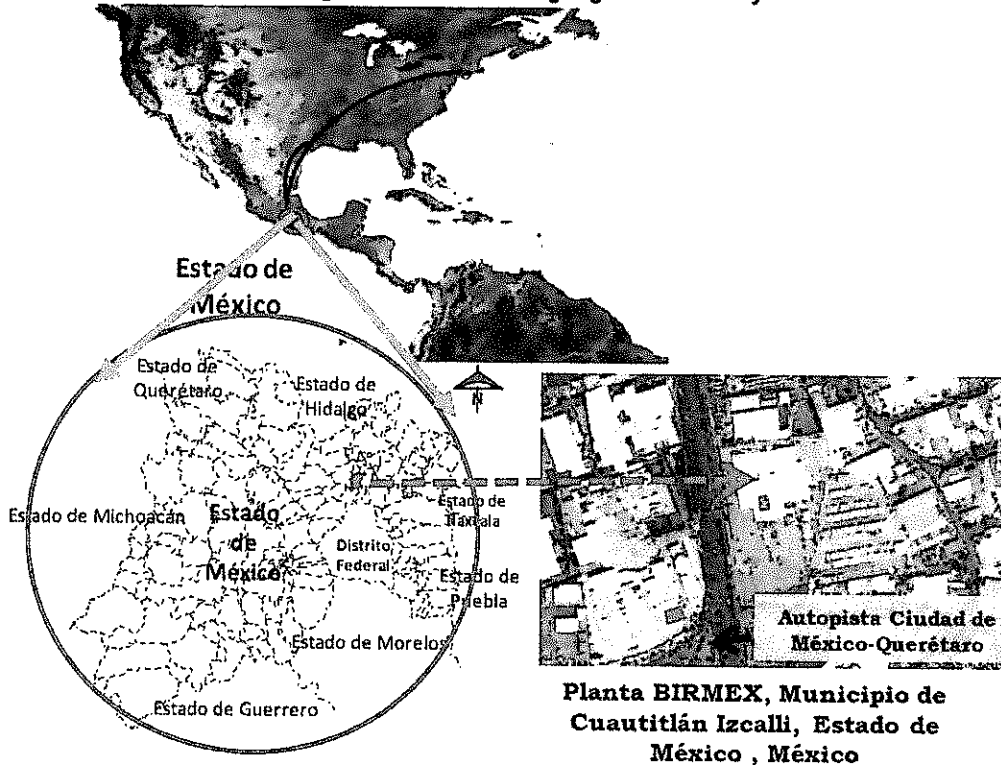 Estado de
México
Estado de
Querétaro
Estado de
Hidalgo
N
Estado de
Tlaxcala
Estado de Michoacán
Estado
de
México
Distrito
Federal
Estado de
Puebla
Estado de Morelos
Estado de Guerrero
Autopista Ciudad de
México-Querétaro
Planta BIRMEX, Municipio de
Cuautitlán Izcalli, Estado de
México , México